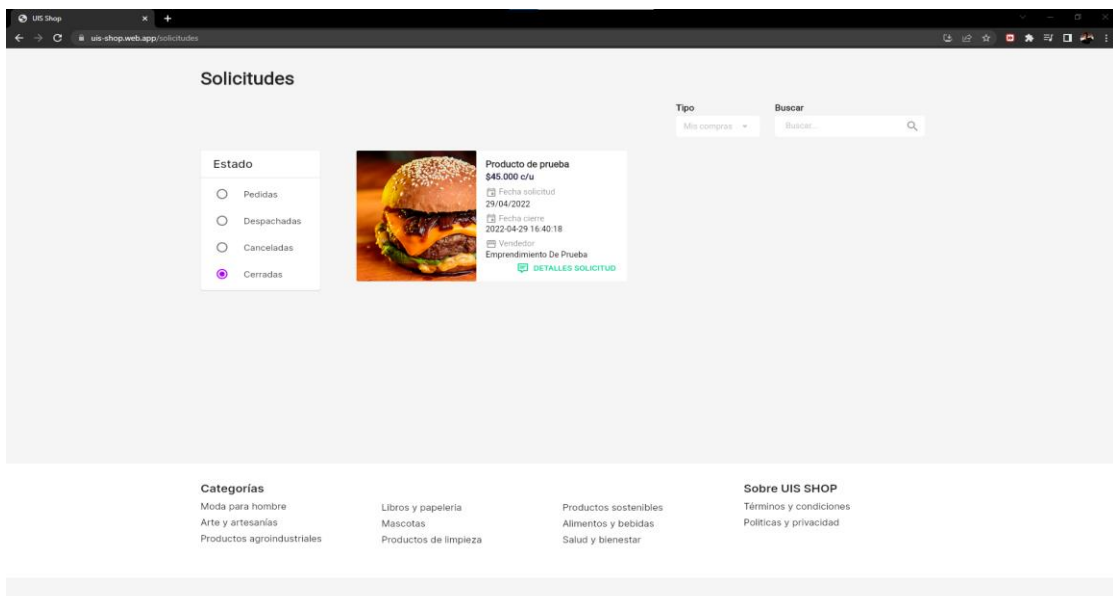 UIS Shop
uis-shop.web.app/solicitudes
Solicitudes
Tipo
Buscar
Mis compras
Buscar...
Estado
Pedidas
Despachadas
Canceladas
Cerradas
Producto de prueba
$45.000 c/u
Fecha solicitud
29/04/2022
Fecha cierre
2022-04-29 16:40:18
Vendedor
Emprendimiento De Prueba
DETALLES SOLICITUD
Categorías
Moda para hombre
Arte y artesanías
Productos agroindustriales
Libros y papelería
Mascotas
Productos de limpieza
Productos sostenibles
Alimentos y bebidas
Salud y bienestar
Sobre UIS SHOP
Términos y condiciones
Políticas y privacidad